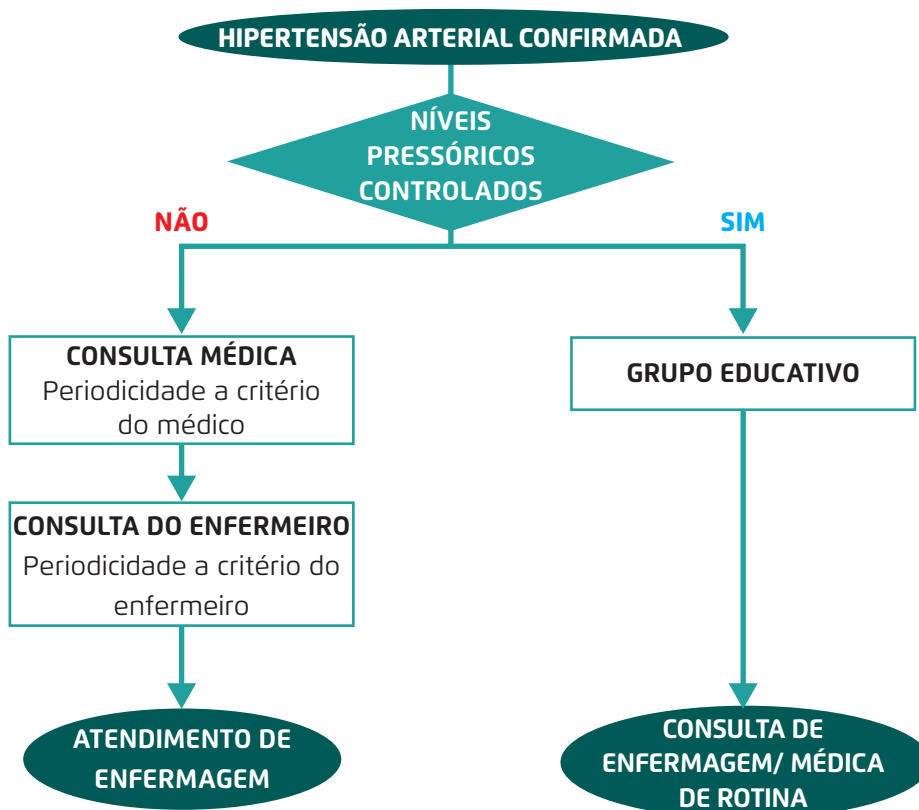 HIPERTENSÃO ARTERIAL CONFIRMADA
NÍVEIS
PRESSÓRICOS
CONTROLADOS
NÃO
SIM
CONSULTA MÉDICA
Periodicidade a critério
do médico
GRUPO EDUCATIVO
CONSULTA DO ENFERMEIRO
Periodicidade a critério do
enfermeiro
ATENDIMENTO DE
ENFERMAGEM
CONSULTA DE
ENFERMAGEM/ MÉDICA
DE ROTINA